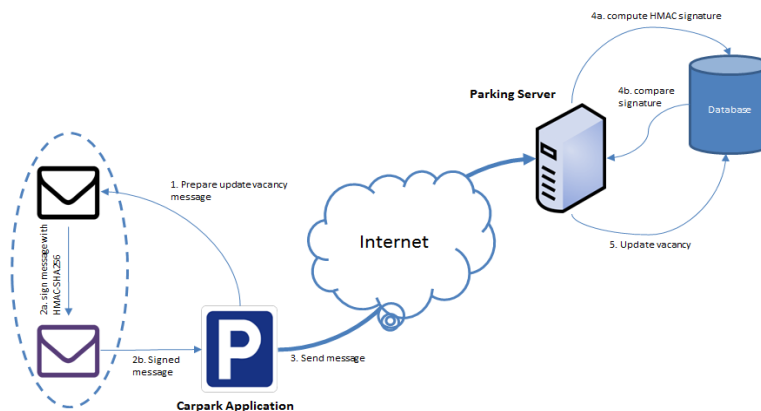 4a. compute HMAC signature
Parking Server
4b. compare
signature
Database
1. Prepare update vacancy
message
Internet
5. Update vacancy
2a. sign message with
HMAC-SHA256
P
2b. Signed
message
3. Send message
Carpark Application